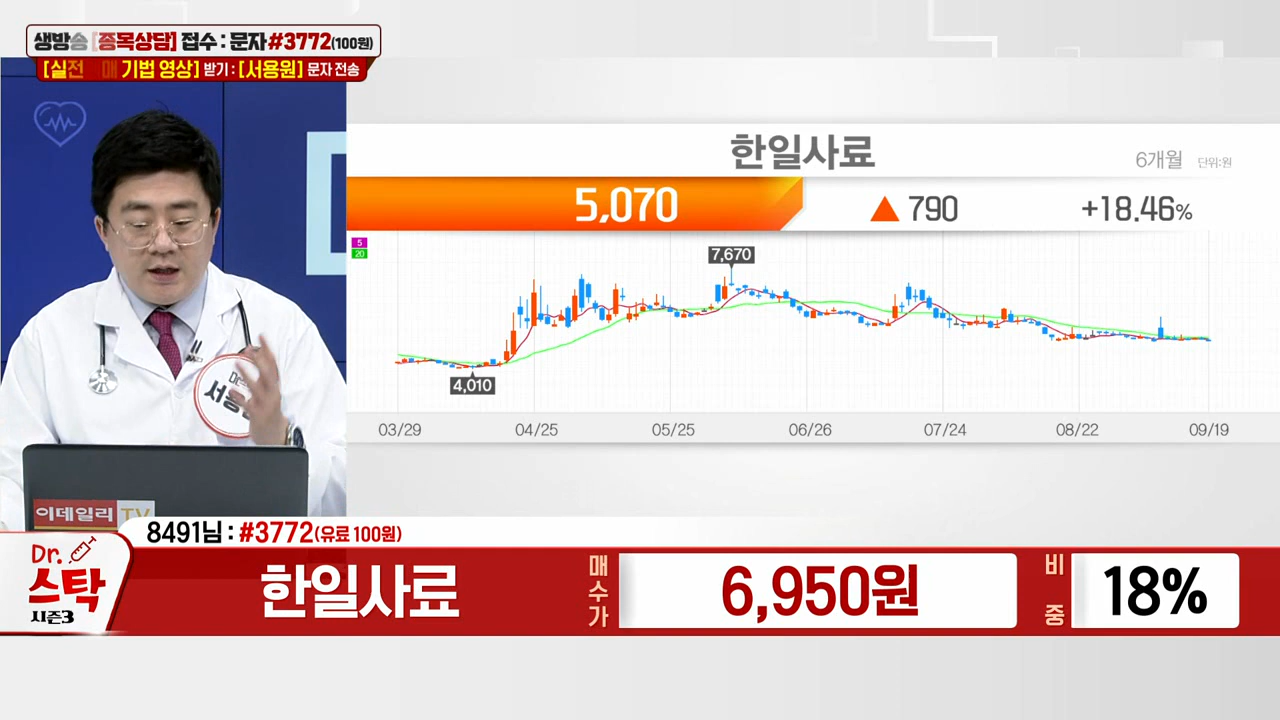 생방송 [종목상담] 접수 : 문자#3772(100원)
[실전 매 기법 영상] 받기 : [서용원] 문자 전송
한일사료
6개월 단위:원
5,070 ▲ 790 +18.46%
5
20
7,670
4,010
03/29 04/25 05/25 06/26 07/24 08/22 09/19
이데일리 TV
8491님 : #3772(유료 100원)
Dr.
스탁
시즌3
한일사료 매수가 6,950원 비중 18%